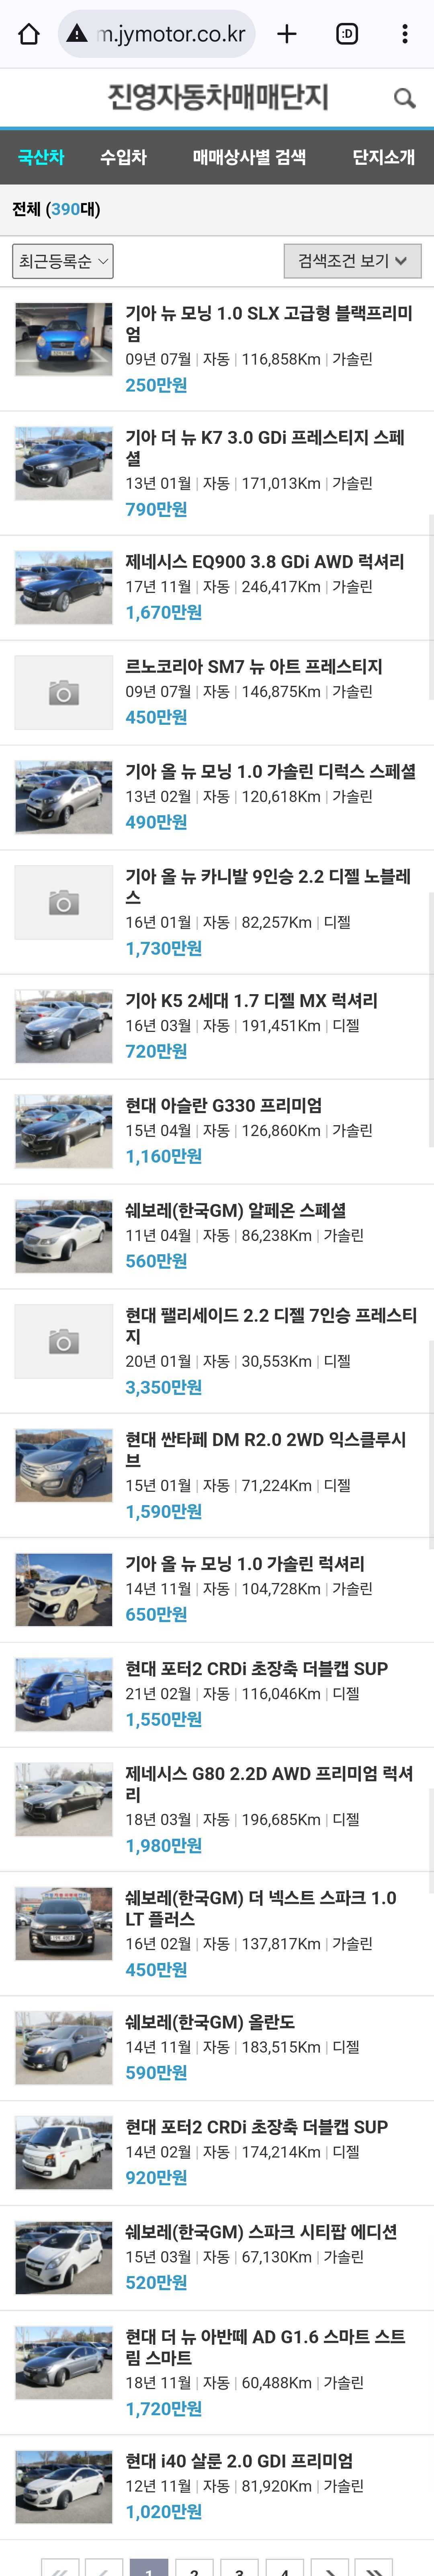 m.jymotor.co.kr
:D
진영자동차매매단지
국산차 수입차 매매상사별 검색 단지소개
전체 (390대)
최근등록순 검색조건 보기
기아 뉴 모닝 1.0 SLX 고급형 블랙프리미
엄
09년 07월 | 자동 | 116,858Km | 가솔린
250만원
기아 더 뉴 K7 3.0 GDi 프레스티지 스페
셜
13년 01월 | 자동 | 171,013Km | 가솔린
790만원
제네시스 EQ900 3.8 GDi AWD 럭셔리
17년 11월 | 자동 | 246,417Km | 가솔린
1,670만원
르노코리아 SM7 뉴 아트 프레스티지
09년 07월 | 자동 | 146,875Km | 가솔린
450만원
기아 올 뉴 모닝 1.0 가솔린 디럭스 스페셜
13년 02월 | 자동 | 120,618Km | 가솔린
490만원
기아 올 뉴 카니발 9인승 2.2 디젤 노블레
스
16년 01월 | 자동 | 82,257Km | 디젤
1,730만원
기아 K5 2세대 1.7 디젤 MX 럭셔리
16년 03월 | 자동 | 191,451Km | 디젤
720만원
현대 아슬란 G330 프리미엄
15년 04월 | 자동 | 126,860Km | 가솔린
1,160만원
쉐보레(한국GM) 알페온 스페셜
11년 04월 | 자동 | 86,238Km | 가솔린
560만원
현대 팰리세이드 2.2 디젤 7인승 프레스티
지
20년 01월 | 자동 | 30,553Km | 디젤
3,350만원
현대 싼타페 DM R2.0 2WD 익스클루시
브
15년 01월 | 자동 | 71,224Km | 디젤
1,590만원
기아 올 뉴 모닝 1.0 가솔린 럭셔리
14년 11월 | 자동 | 104,728Km | 가솔린
650만원
현대 포터2 CRDi 초장축 더블캡 SUP
21년 02월 | 자동 | 116,046Km | 디젤
1,550만원
제네시스 G80 2.2D AWD 프리미엄 럭셔
리
18년 03월 | 자동 | 196,685Km | 디젤
1,980만원
쉐보레(한국GM) 더 넥스트 스파크 1.0
LT 플러스
16년 02월 | 자동 | 137,817Km | 가솔린
450만원
쉐보레(한국GM) 올란도
14년 11월 | 자동 | 183,515Km | 디젤
590만원
현대 포터2 CRDi 초장축 더블캡 SUP
14년 02월 | 자동 | 174,214Km | 디젤
920만원
쉐보레(한국GM) 스파크 시티팝 에디션
15년 03월 | 자동 | 67,130Km | 가솔린
520만원
현대 더 뉴 아반떼 AD G1.6 스마트 스트
림 스마트
18년 11월 | 자동 | 60,488Km | 가솔린
1,720만원
현대 i40 살룬 2.0 GDI 프리미엄
12년 11월 | 자동 | 81,920Km | 가솔린
1,020만원
1 2 3 4